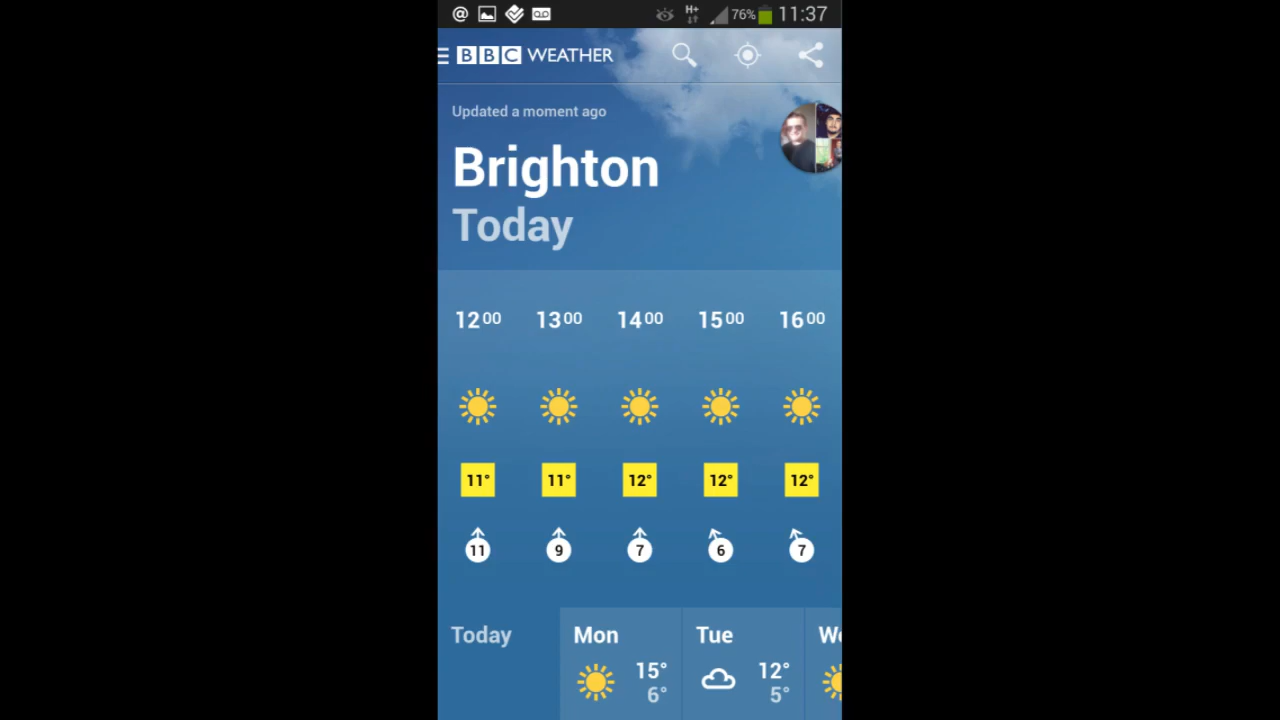 @ H+ 76% 11:37
BBC WEATHER
Updated a moment ago
Brighton
Today
12 00 13 00 14 00 15 00 16 00
11° 11° 12° 12° 12°
11 9 7 6 7
Today Mon Tue We
15° 12°
6° 5°